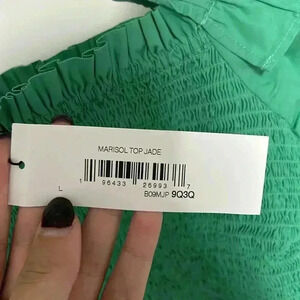 MARISOL TOP JADE
L
1 96433 26993 7
B09MJP 9Q3Q